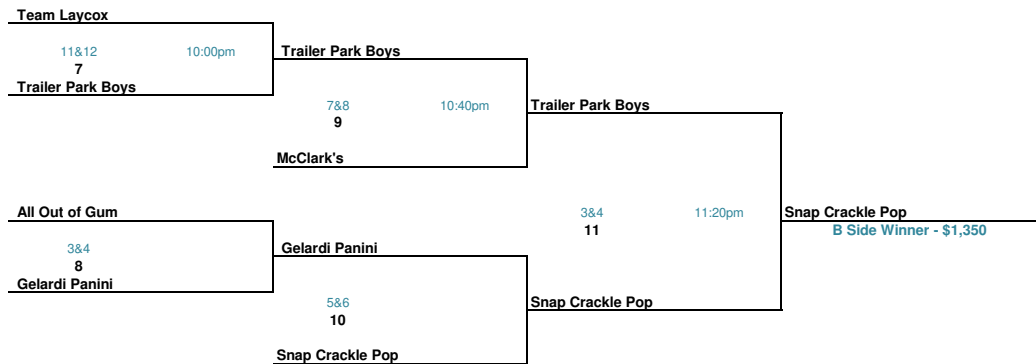 Team Laycox
11&12 10:00pm
Trailer Park Boys
7
Trailer Park Boys
7&8 10:40pm
Trailer Park Boys
9
McClark's
All Out of Gum
3&4 11:20pm
Snap Crackle Pop
11
B Side Winner - $1,350
3&4
Gelardi Panini
8
Gelardi Panini
5&6
Snap Crackle Pop
10
Snap Crackle Pop